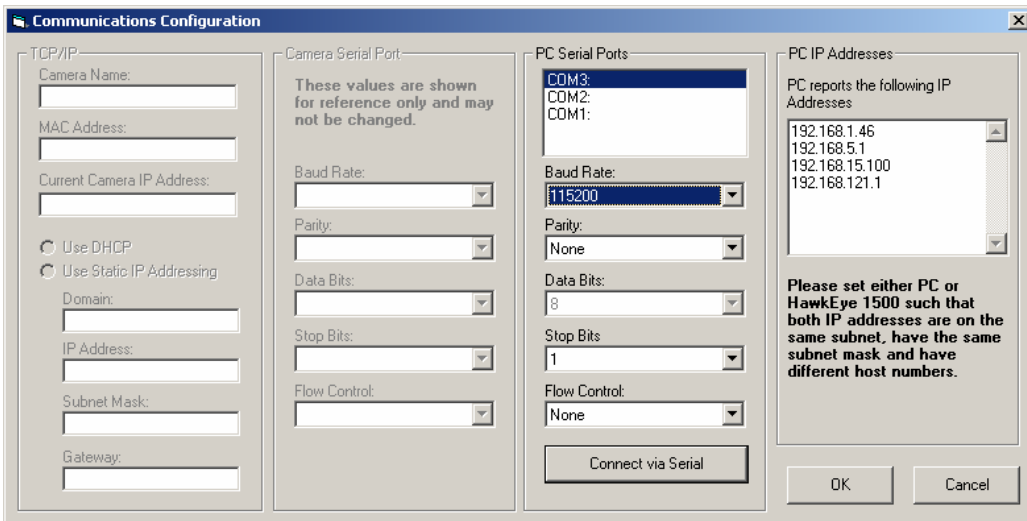 Communications Configuration
TCP/IP
Camera Name:
MAC Address:
Current Camera IP Address:
Use DHCP
Use Static IP Addressing
Domain:
IP Address:
Subnet Mask:
Gateway:
Camera Serial Port
These values are shown
for reference only and may
not be changed.
Baud Rate:
Parity:
Data Bits:
Stop Bits:
Flow Control:
PC Serial Ports
COM3:
COM2:
COM1:
Baud Rate:
115200
Parity:
None
Data Bits:
8
Stop Bits
1
Flow Control:
None
Connect via Serial
PC IP Addresses
PC reports the following IP
Addresses
192.168.1.46
192.168.5.1
192.168.15.100
192.168.121.1
Please set either PC or
HawkEye 1500 such that
both IP addresses are on the
same subnet, have the same
subnet mask and have
different host numbers.
OK
Cancel